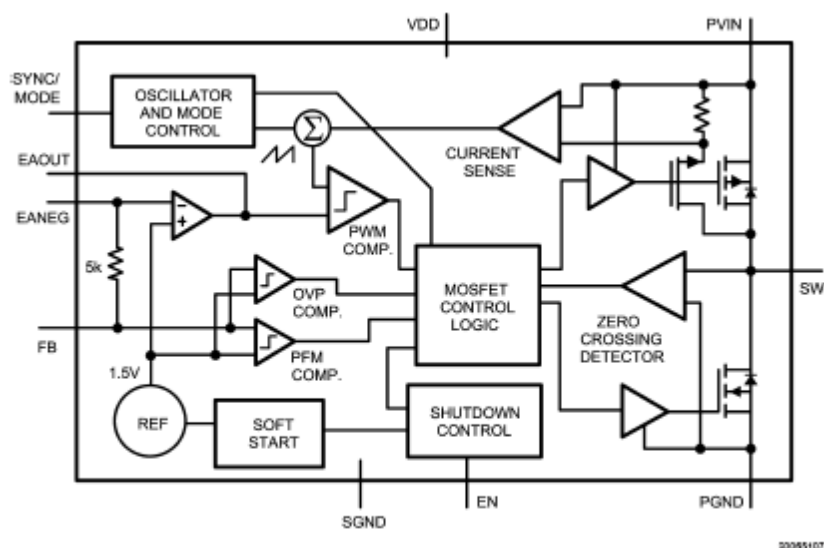 VDD
PVIN
SYNC/
MODE
OSCILLATOR
AND MODE
CONTROL
Σ
CURRENT
SENSE
EAOUT
EANEG
-
+
PWM
COMP.
5k
OVP
COMP.
MOSFET
CONTROL
LOGIC
SW
ZERO
CROSSING
DETECTOR
FB
PFM
COMP.
1.5V
REF
SOFT
START
SHUTDOWN
CONTROL
SGND
EN
PGND